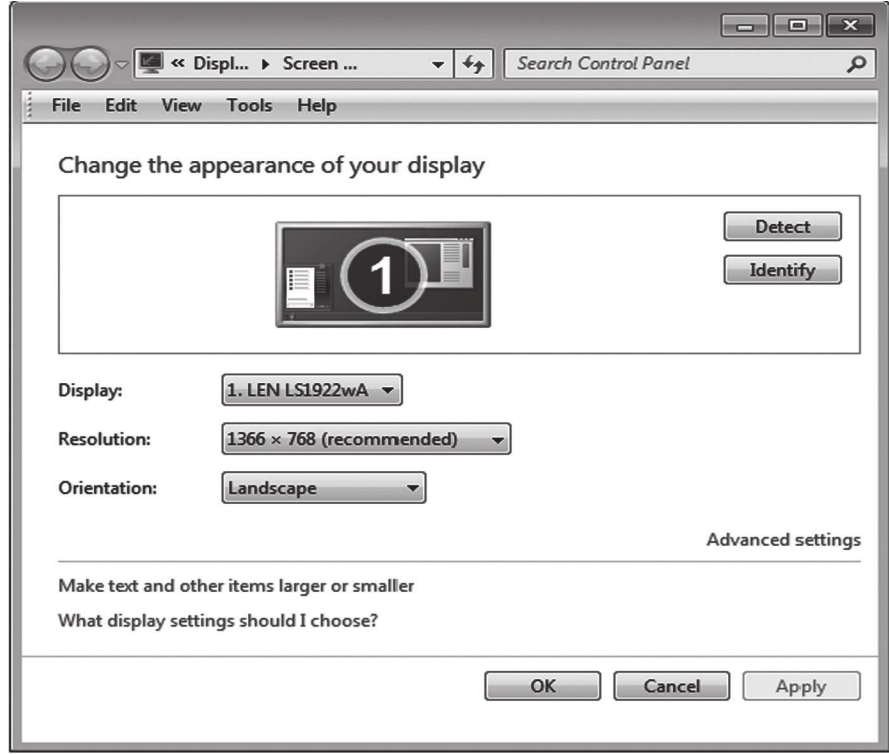 « Displ... ▸ Screen ...
Search Control Panel
File Edit View Tools Help
Change the appearance of your display
1
Detect
Identify
Display: 1. LEN LS1922wA
Resolution: 1366 × 768 (recommended)
Orientation: Landscape
Advanced settings
Make text and other items larger or smaller
What display settings should I choose?
OK Cancel Apply